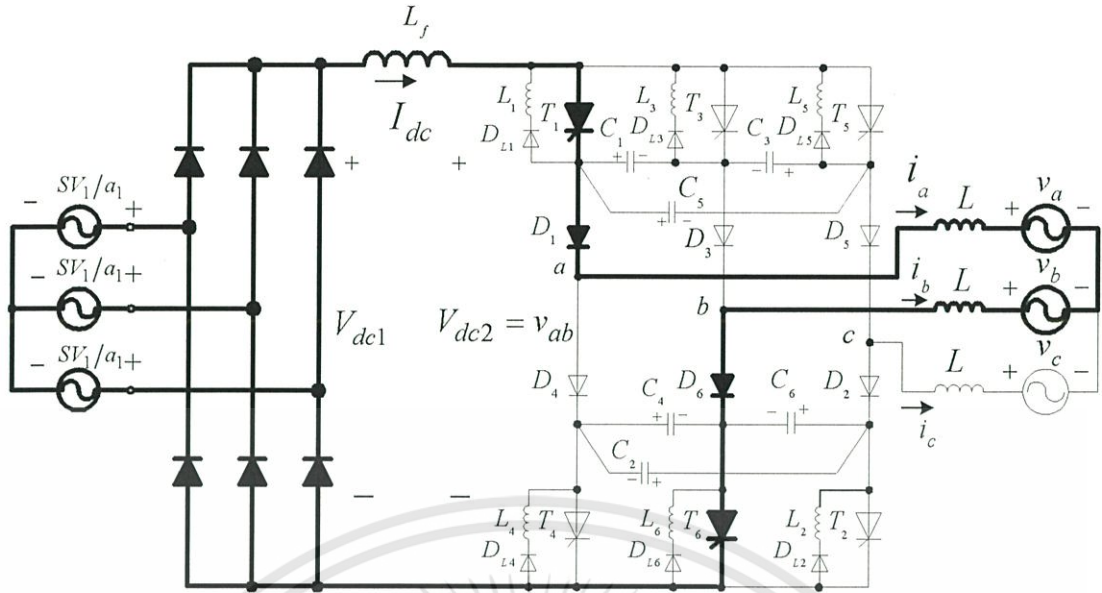 L_f
I_dc
L_1 T_1
D_L1
L_3 T_3
C_1 D_L3
L_5 T_5
C_3 D_L5
+ + + - - +
C_5
+ -
SV_1/a_1
- +
SV_1/a_1
- +
SV_1/a_1
- +
V_dc1
V_dc2 = v_ab
D_1
D_3
D_5
a
b
c
i_a L + v_a -
i_b L + v_b -
L + v_c -
i_c
D_4
C_4
+ -
D_6
C_6
- +
D_2
C_2
- +
L_4 T_4
D_L4
L_6 T_6
D_L6
L_2 T_2
D_L2
- -